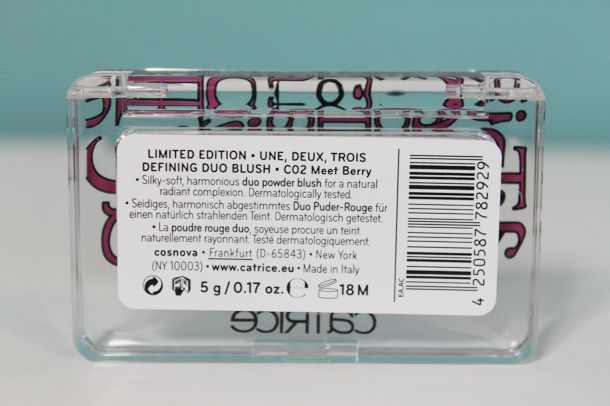 LIMITED EDITION • UNE, DEUX, TROIS
DEFINING DUO BLUSH • C02 Meet Berry
• Silky-soft, harmonious duo powder blush for a natural
radiant complexion. Dermatologically tested.
• Seidiges, harmonisch abgestimmtes Duo Puder-Rouge für
einen natürlich strahlenden Teint. Dermatologisch getestet.
• La poudre rouge duo, soyeuse procure un teint
naturellement rayonnant. Testé dermatologiquement.
cosnova • Frankfurt (D-65843) • New York
(NY 10003) • www.catrice.eu • Made in Italy
5 g / 0.17 oz. e 18 M
EA.AC
4 250587 782929
CATRICE